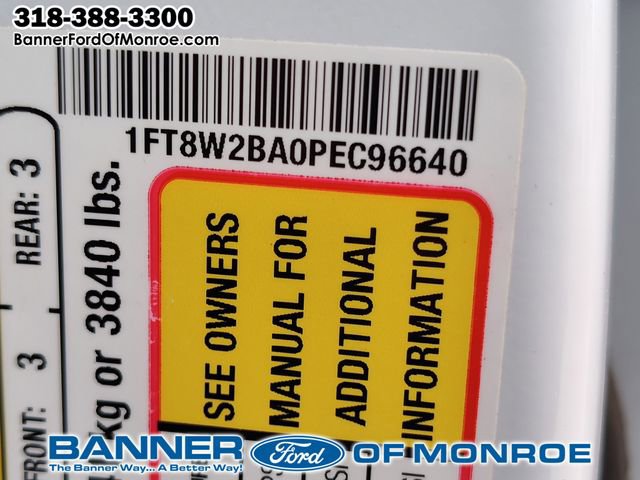 318-388-3300
BannerFordOfMonroe.com
1FT8W2BA0PEC96640
REAR: 3
FRONT: 3
kg or 3840 lbs.
SEE OWNERS
MANUAL FOR
ADDITIONAL
INFORMATION
BANNER Ford OF MONROE
The Banner Way... A Better Way!